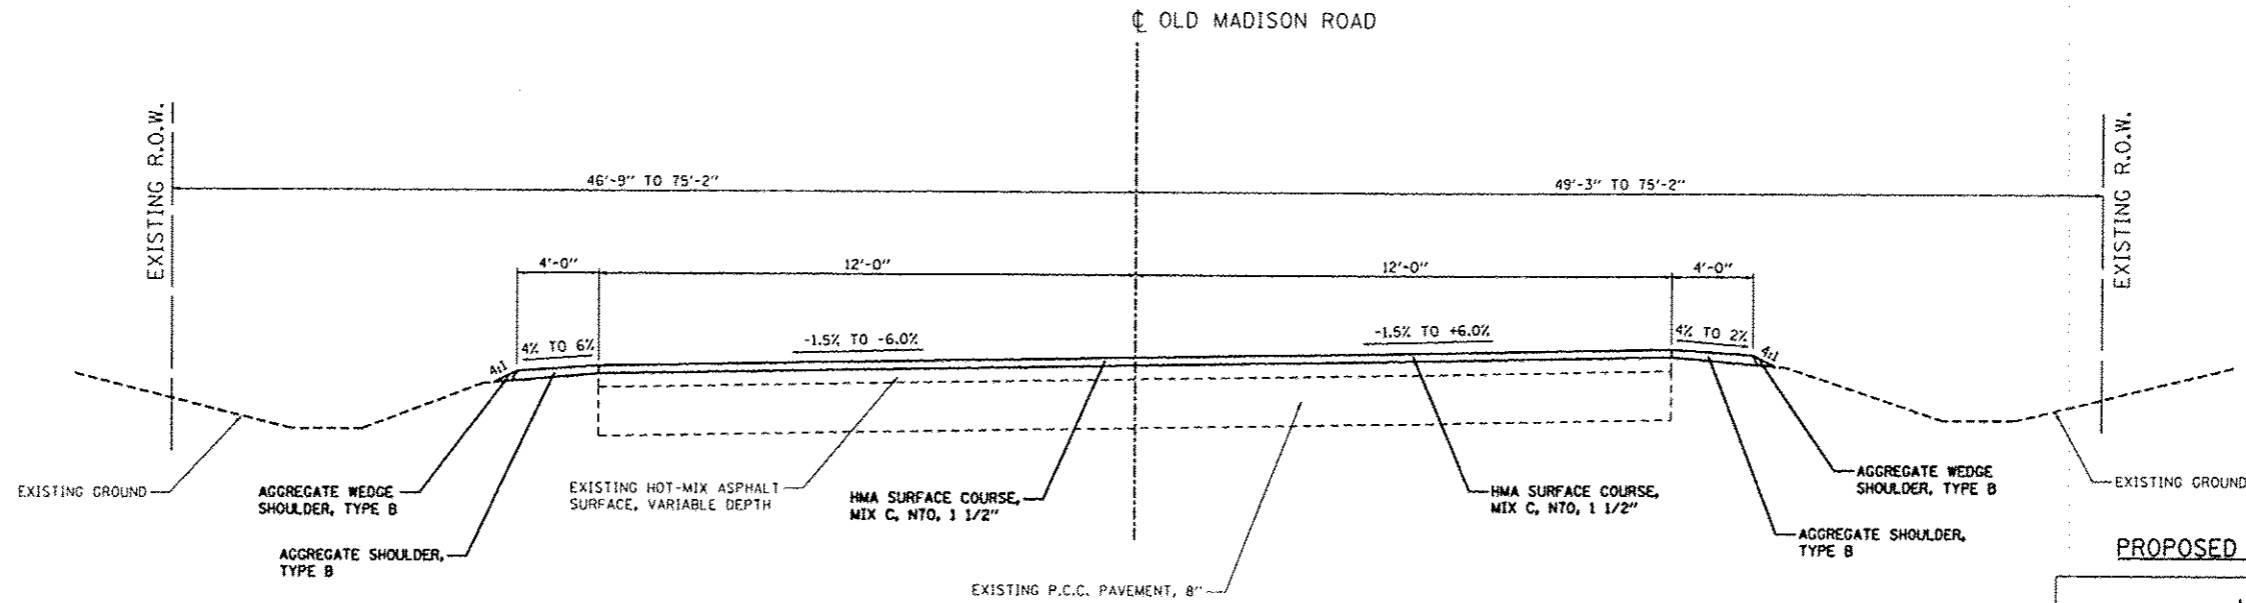 ℄ OLD MADISON ROAD
EXISTING R.O.W.
EXISTING R.O.W.
46'-9" TO 75'-2"
49'-3" TO 75'-2"
4'-0"
12'-0"
12'-0"
4'-0"
4% TO 6%
-1.5% TO -6.0%
-1.5% TO +6.0%
4% TO 2%
4:1
4:1
EXISTING GROUND
AGGREGATE WEDGE
SHOULDER, TYPE B
EXISTING HOT-MIX ASPHALT
SURFACE, VARIABLE DEPTH
HMA SURFACE COURSE,
MIX C, N70, 1 1/2"
HMA SURFACE COURSE,
MIX C, N70, 1 1/2"
AGGREGATE WEDGE
SHOULDER, TYPE B
EXISTING GROUND
AGGREGATE SHOULDER,
TYPE B
AGGREGATE SHOULDER,
TYPE B
EXISTING P.C.C. PAVEMENT, 8"
PROPOSED